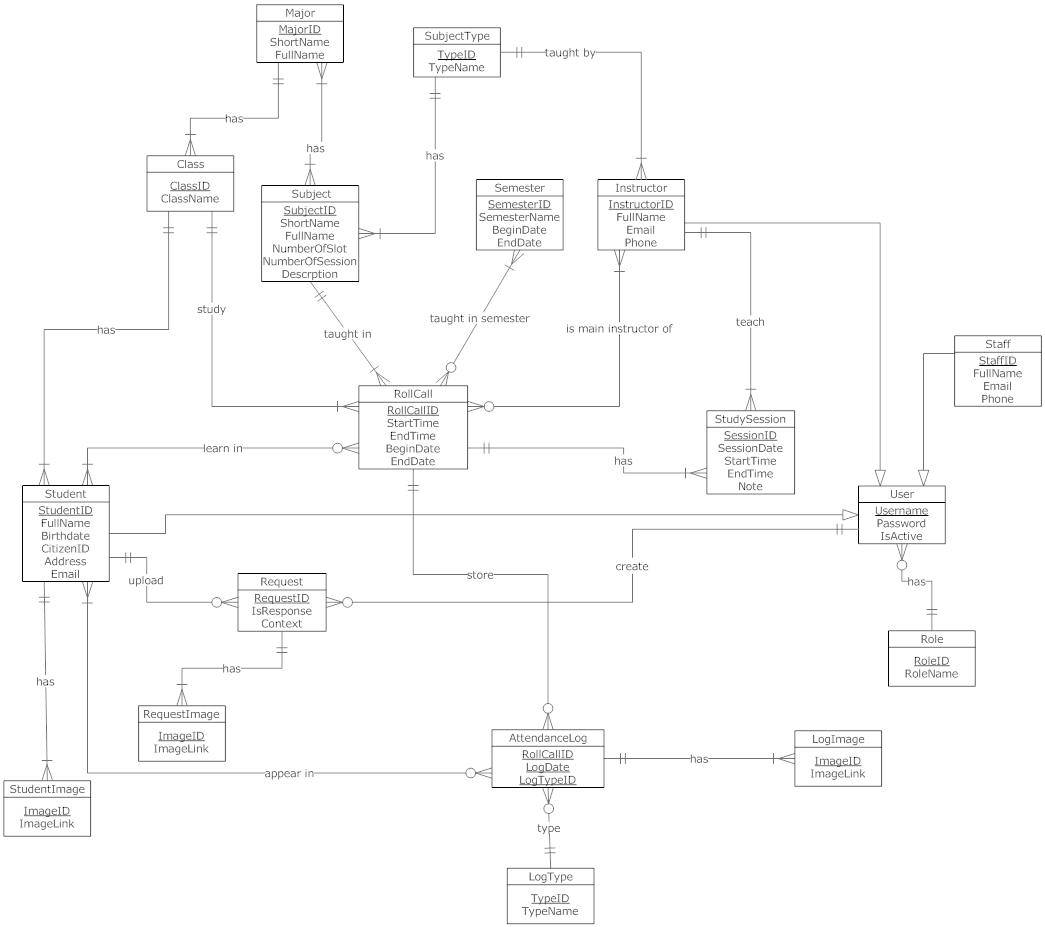 Major
MajorID
ShortName
FullName
SubjectType
TypeID
TypeName
taught by
has
has
has
Class
ClassID
ClassName
Subject
SubjectID
ShortName
FullName
NumberOfSlot
NumberOfSession
Descrption
Semester
SemesterID
SemesterName
BeginDate
EndDate
Instructor
InstructorID
FullName
Email
Phone
has
study
taught in
taught in semester
is main instructor of
teach
Staff
StaffID
FullName
Email
Phone
RollCall
RollCallID
StartTime
EndTime
BeginDate
EndDate
StudySession
SessionID
SessionDate
StartTime
EndTime
Note
learn in
has
Student
StudentID
FullName
Birthdate
CitizenID
Address
Email
User
Username
Password
IsActive
upload
Request
RequestID
IsResponse
Context
store
create
has
Role
RoleID
RoleName
has
has
RequestImage
ImageID
ImageLink
StudentImage
ImageID
ImageLink
appear in
AttendanceLog
RollCallID
LogDate
LogTypeID
has
LogImage
ImageID
ImageLink
type
LogType
TypeID
TypeName